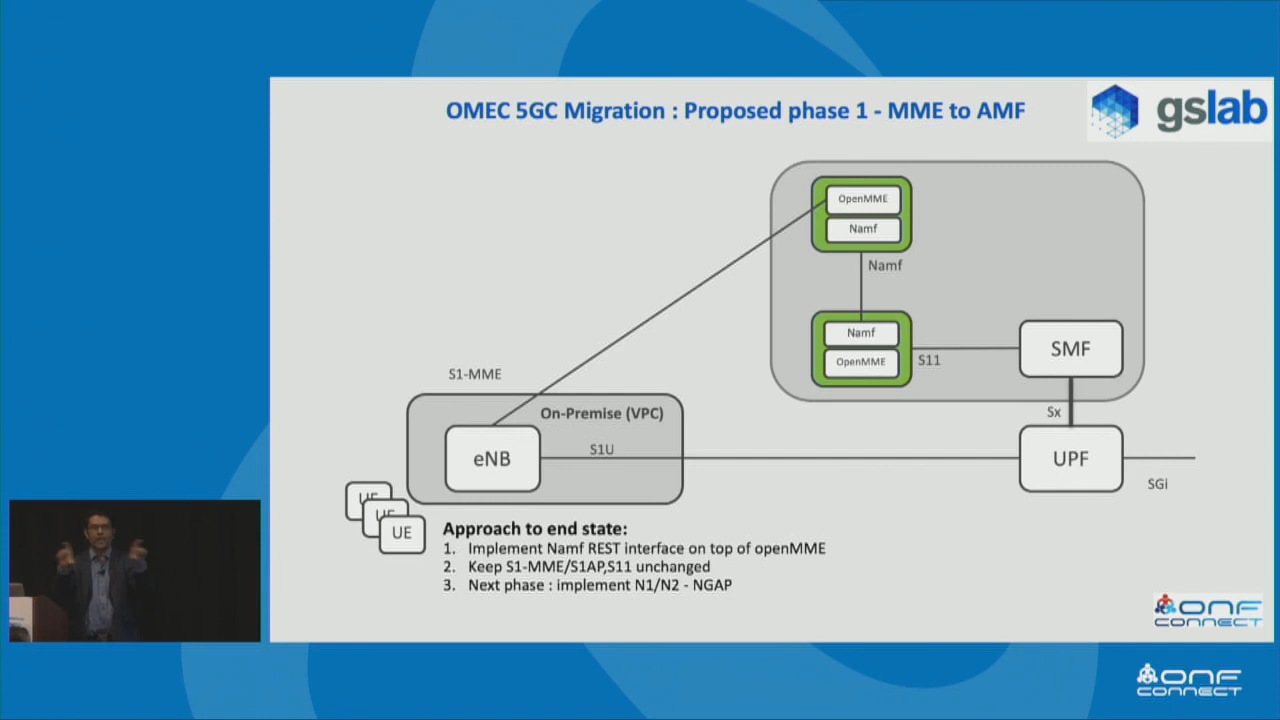 OMEC 5GC Migration : Proposed phase 1 - MME to AMF
gslab
OpenMME
Namf
Namf
Namf
OpenMME
S11
SMF
S1-MME
On-Premise (VPC)
Sx
eNB
S1U
UPF
SGi
UE
UE
UE
Approach to end state:
1. Implement Namf REST interface on top of openMME
2. Keep S1-MME/S1AP,S11 unchanged
3. Next phase : implement N1/N2 - NGAP
ONF
CONNECT
ONF
CONNECT